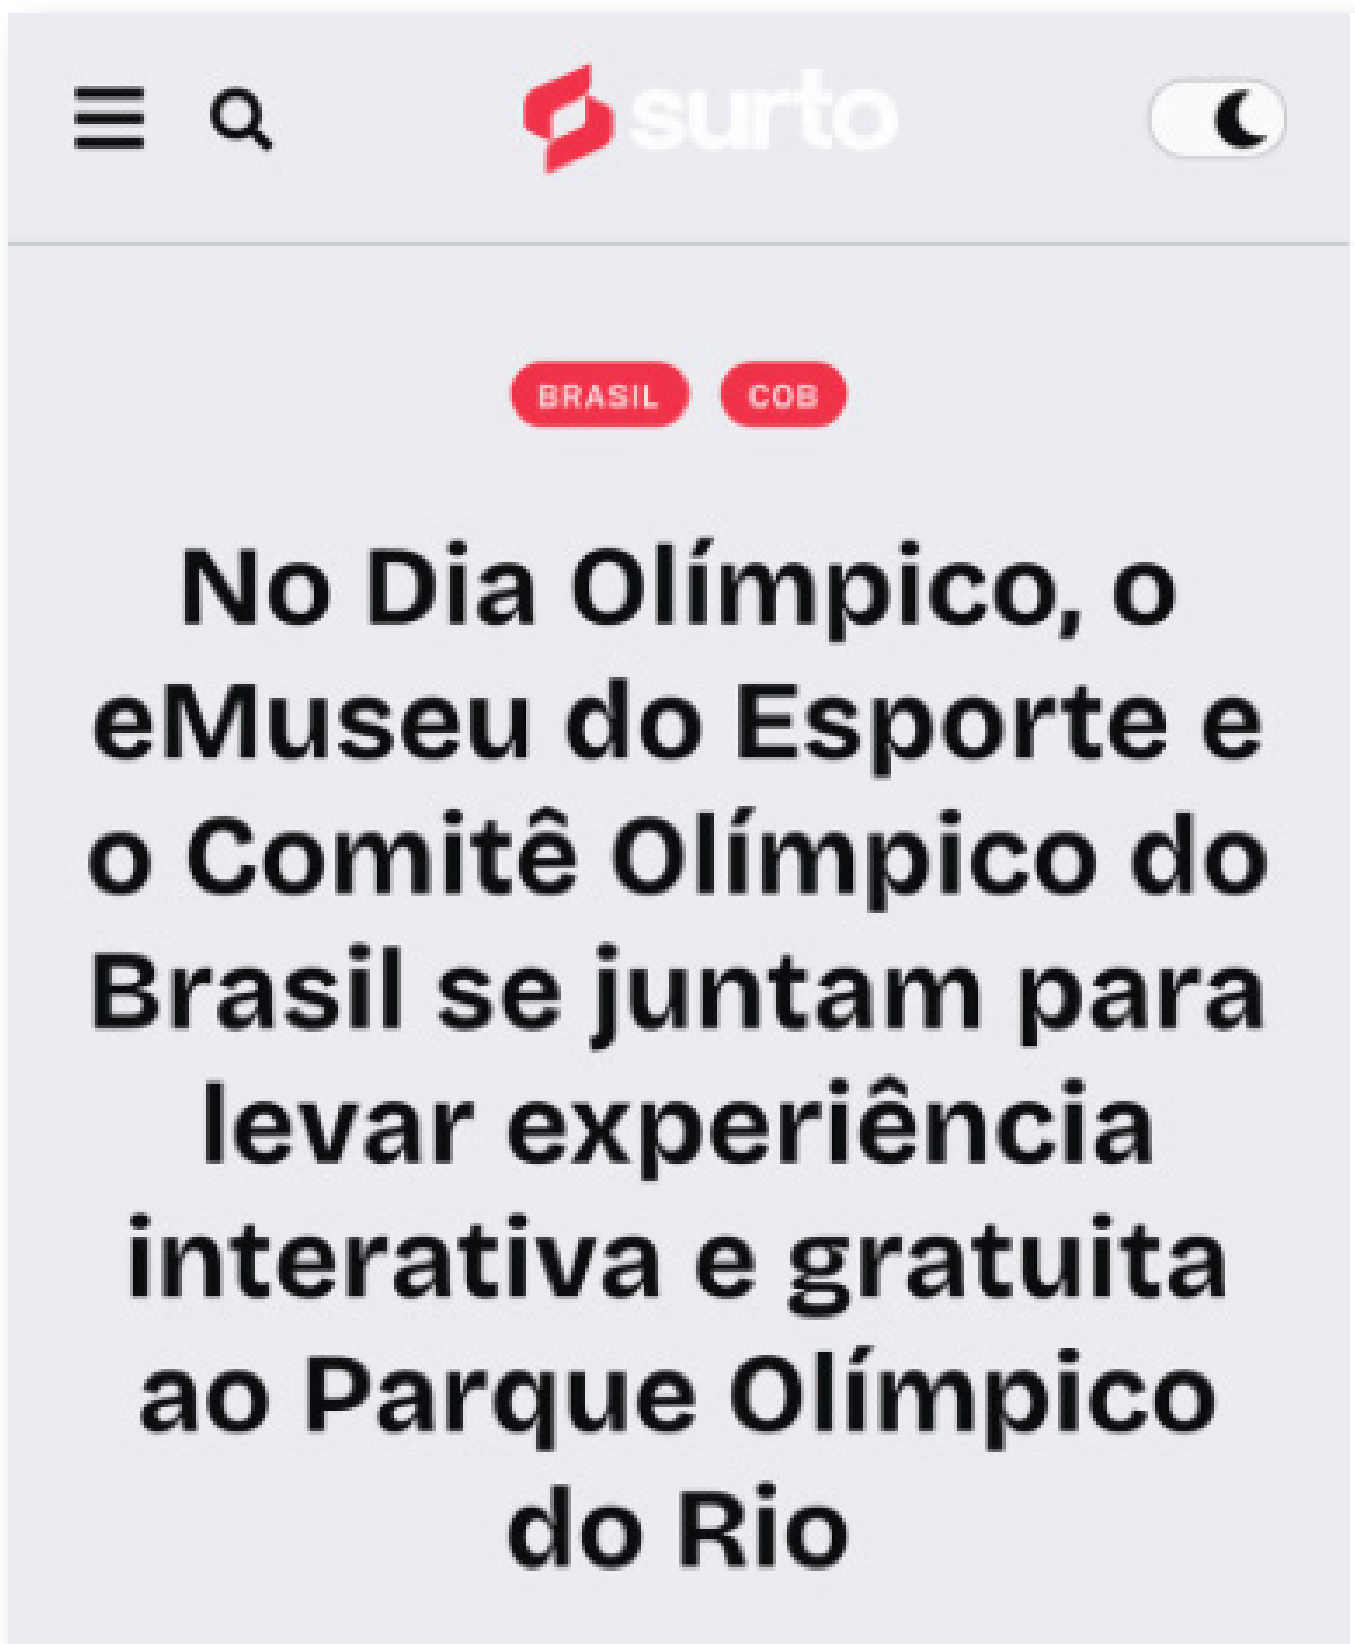 surto
BRASIL COB
No Dia Olímpico, o
eMuseu do Esporte e
o Comitê Olímpico do
Brasil se juntam para
levar experiência
interativa e gratuita
ao Parque Olímpico
do Rio